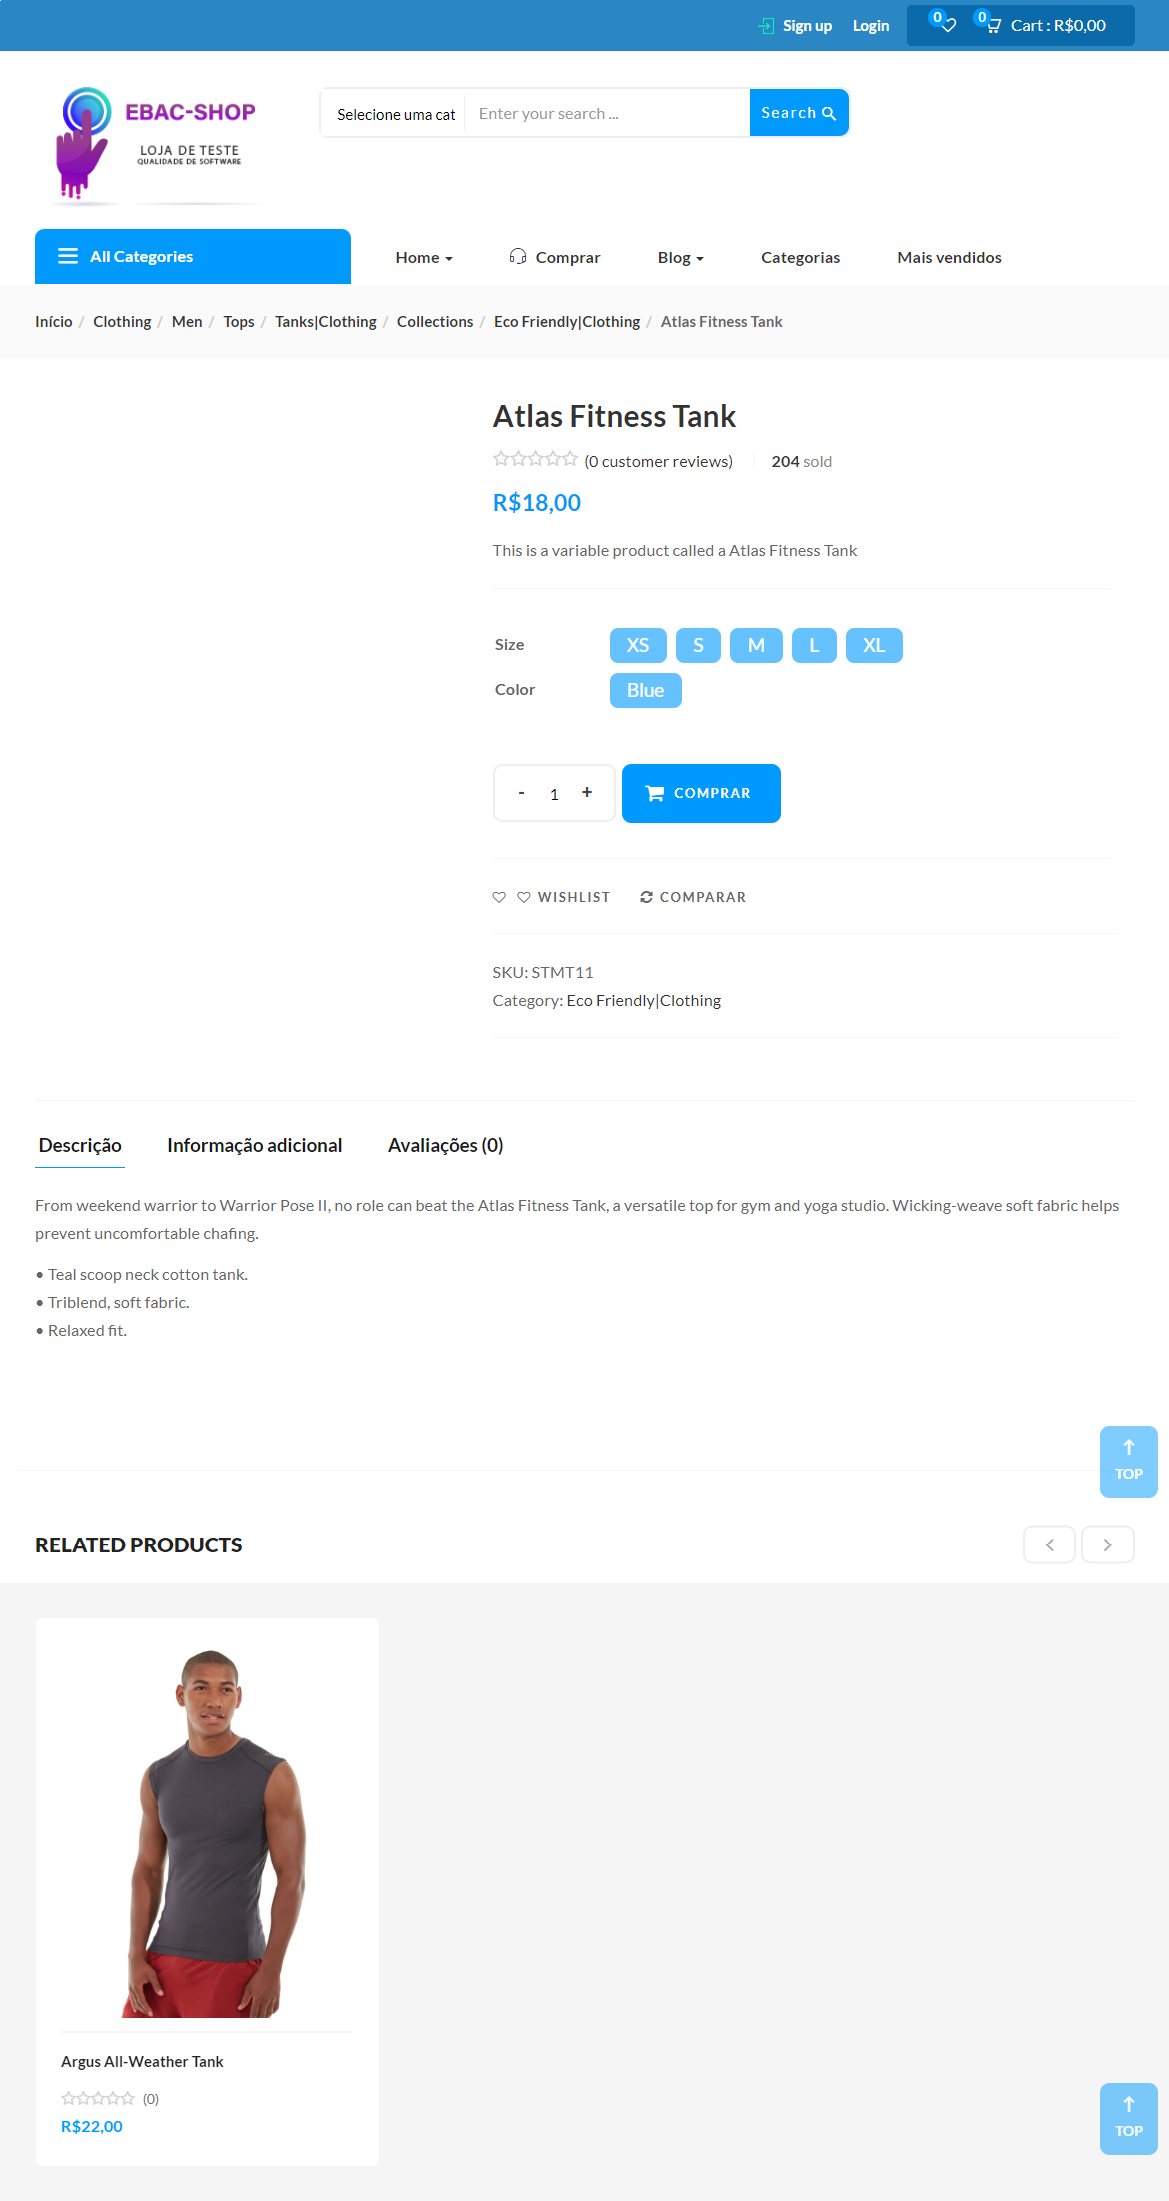 Sign up Login 0 0 Cart : R$0,00
EBAC-SHOP
LOJA DE TESTE
QUALIDADE DE SOFTWARE
Selecione uma cat Enter your search ... Search
All Categories Home Comprar Blog Categorias Mais vendidos
Início / Clothing / Men / Tops / Tanks|Clothing / Collections / Eco Friendly|Clothing / Atlas Fitness Tank
Atlas Fitness Tank
(0 customer reviews) 204 sold
R$18,00
This is a variable product called a Atlas Fitness Tank
Size XS S M L XL
Color Blue
- 1 + COMPRAR
WISHLIST COMPARAR
SKU: STMT11
Category: Eco Friendly|Clothing
Descrição Informação adicional Avaliações (0)
From weekend warrior to Warrior Pose II, no role can beat the Atlas Fitness Tank, a versatile top for gym and yoga studio. Wicking-weave soft fabric helps
prevent uncomfortable chafing.
• Teal scoop neck cotton tank.
• Triblend, soft fabric.
• Relaxed fit.
TOP
RELATED PRODUCTS
Argus All-Weather Tank
(0)
R$22,00
TOP